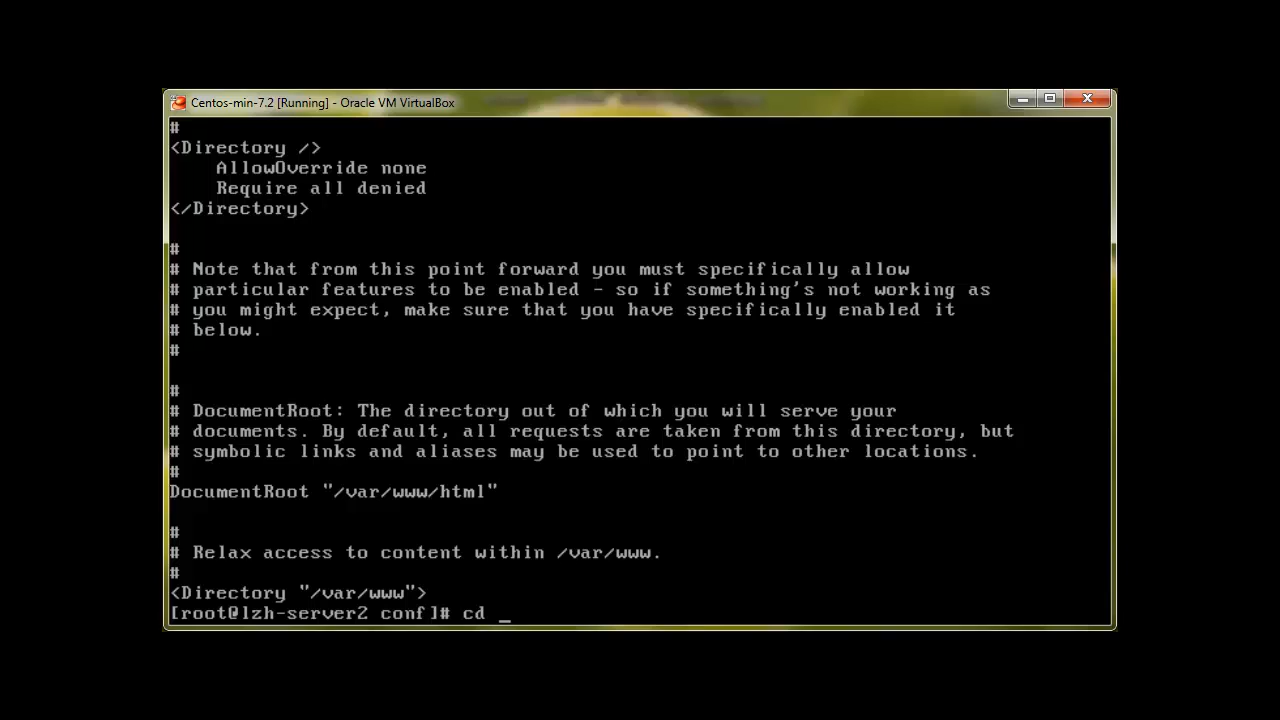 Centos-min-7.2 [Running] - Oracle VM VirtualBox
#
<Directory />
    AllowOverride none
    Require all denied
</Directory>
#
# Note that from this point forward you must specifically allow
# particular features to be enabled - so if something's not working as
# you might expect, make sure that you have specifically enabled it
# below.
#
#
# DocumentRoot: The directory out of which you will serve your
# documents. By default, all requests are taken from this directory, but
# symbolic links and aliases may be used to point to other locations.
#
DocumentRoot "/var/www/html"
#
# Relax access to content within /var/www.
#
<Directory "/var/www">
[root@lzh-server2 conf]# cd _